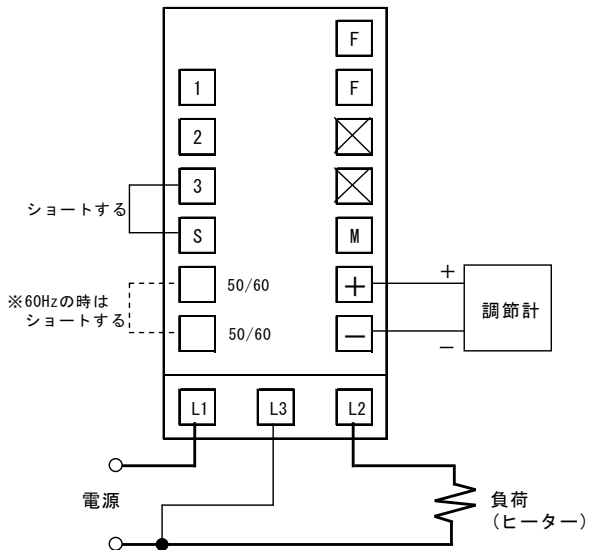 F
1
F
2
3
ショートする
S
M
※60Hzの時は
ショートする
50/60
50/60
+
−
+
−
調節計
L1
L3
L2
電源
負荷
(ヒーター)